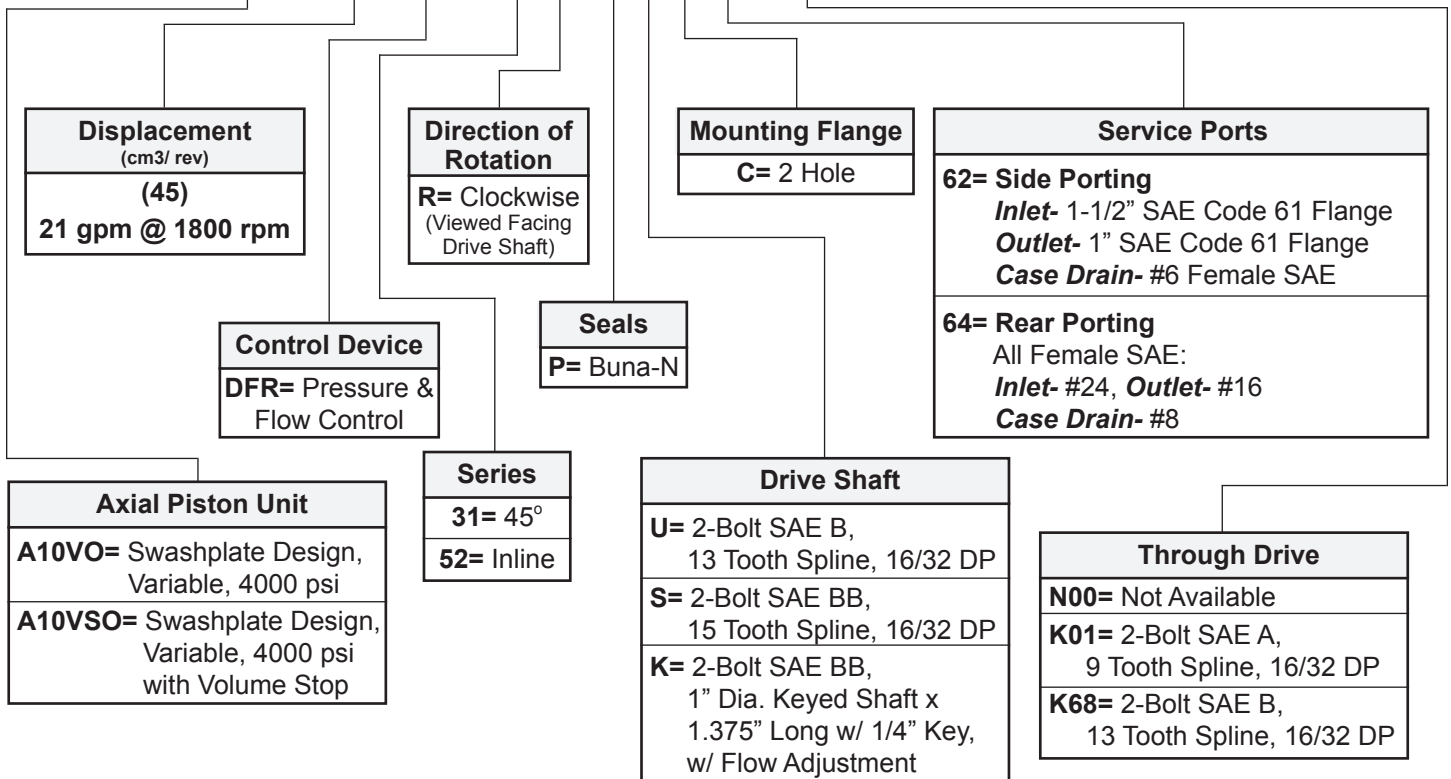 Displacement
(cm3/ rev)
(45)
21 gpm @ 1800 rpm
Direction of
Rotation
R= Clockwise
(Viewed Facing
Drive Shaft)
Mounting Flange
C= 2 Hole
Service Ports
62= Side Porting
Inlet- 1-1/2" SAE Code 61 Flange
Outlet- 1" SAE Code 61 Flange
Case Drain- #6 Female SAE
64= Rear Porting
All Female SAE:
Inlet- #24, Outlet- #16
Case Drain- #8
Control Device
DFR= Pressure &
Flow Control
Seals
P= Buna-N
Axial Piston Unit
A10VO= Swashplate Design,
Variable, 4000 psi
A10VSO= Swashplate Design,
Variable, 4000 psi
with Volume Stop
Series
31= 45°
52= Inline
Drive Shaft
U= 2-Bolt SAE B,
13 Tooth Spline, 16/32 DP
S= 2-Bolt SAE BB,
15 Tooth Spline, 16/32 DP
K= 2-Bolt SAE BB,
1" Dia. Keyed Shaft x
1.375" Long w/ 1/4" Key,
w/ Flow Adjustment
Through Drive
N00= Not Available
K01= 2-Bolt SAE A,
9 Tooth Spline, 16/32 DP
K68= 2-Bolt SAE B,
13 Tooth Spline, 16/32 DP